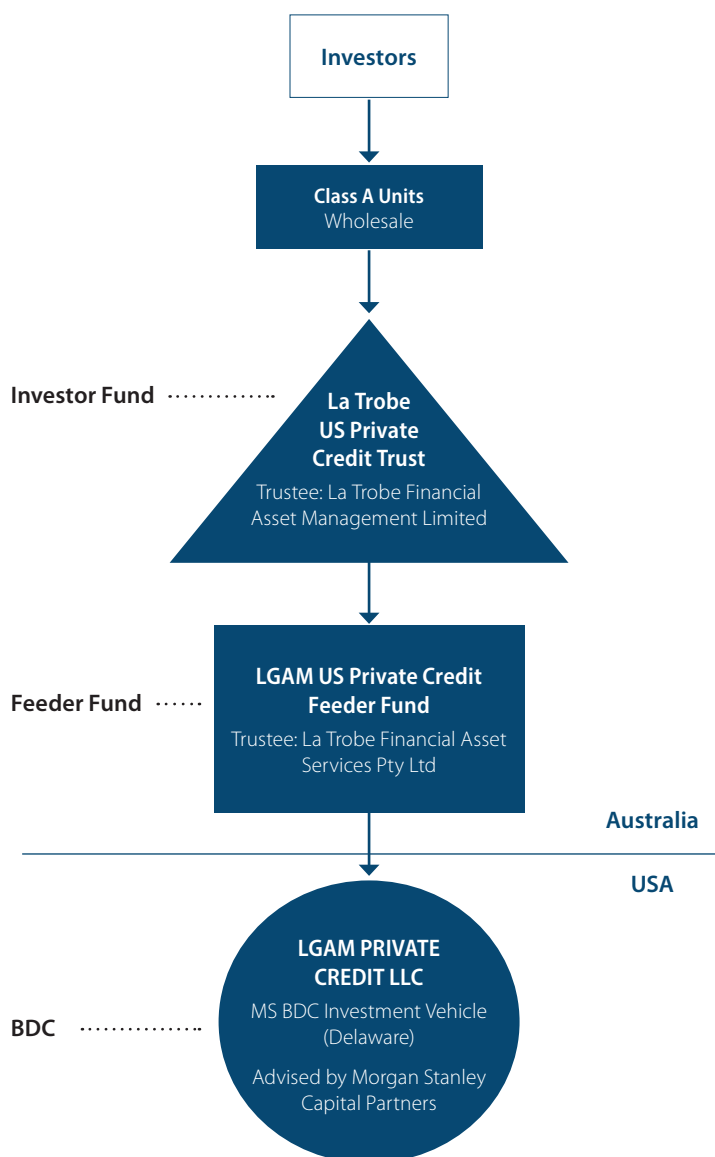 Investors
Class A Units
Wholesale
Investor Fund
La Trobe
US Private
Credit Trust
Trustee: La Trobe Financial
Asset Management Limited
Feeder Fund
LGAM US Private Credit
Feeder Fund
Trustee: La Trobe Financial Asset
Services Pty Ltd
Australia
USA
BDC
LGAM PRIVATE
CREDIT LLC
MS BDC Investment Vehicle
(Delaware)
Advised by Morgan Stanley
Capital Partners